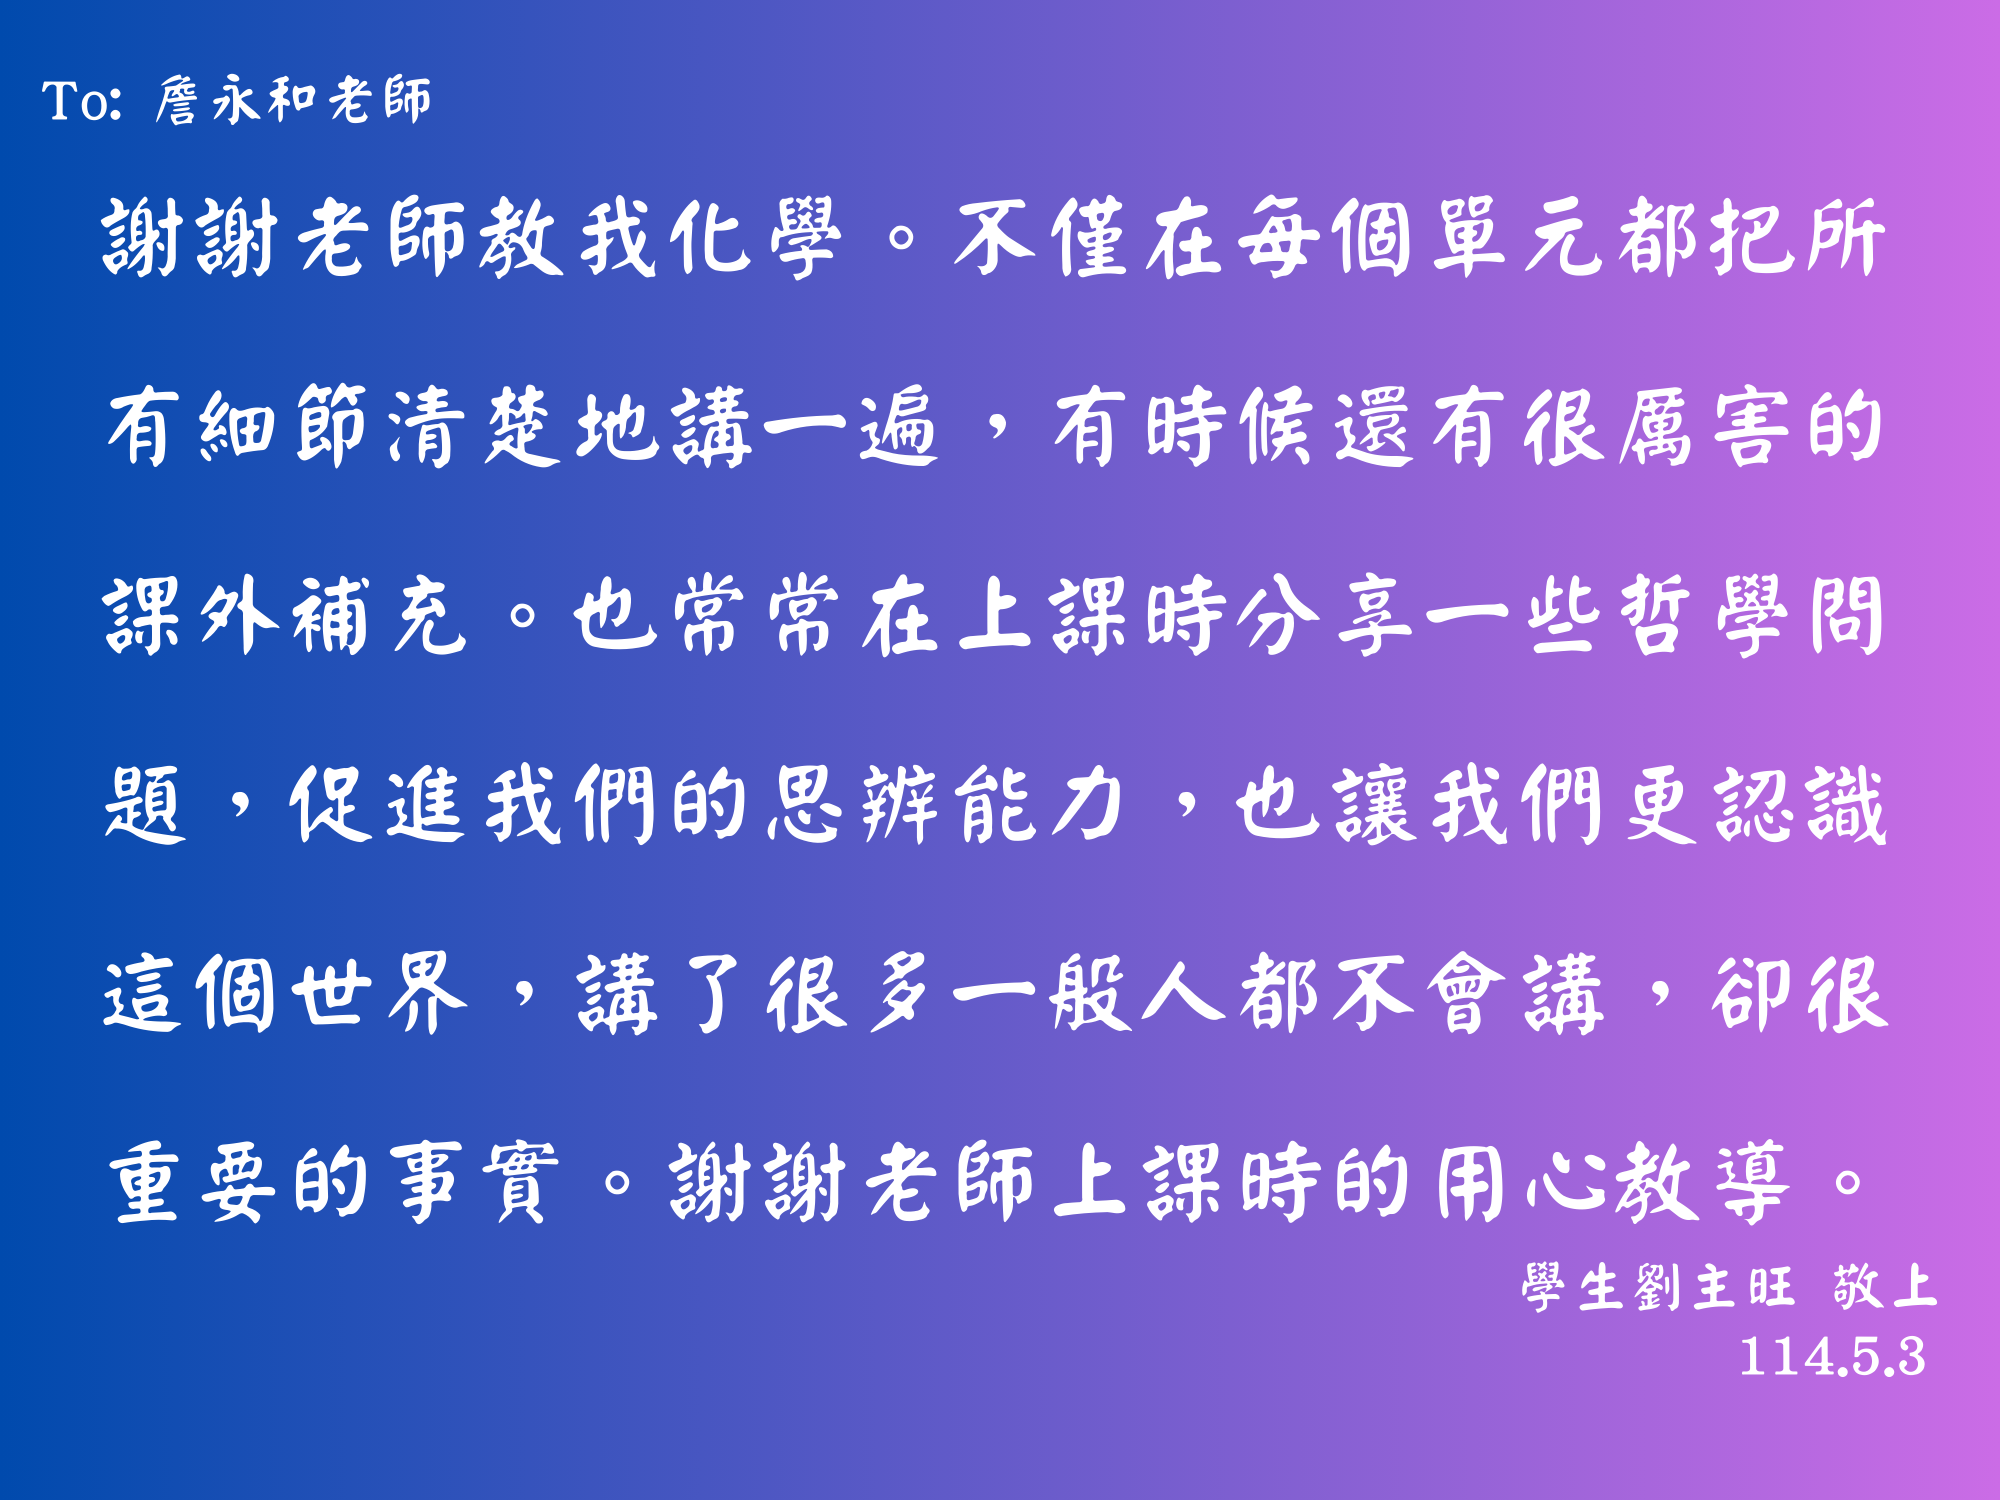 To: 詹永和老師
謝謝老師教我化學。不僅在每個單元都把所
有細節清楚地講一遍，有時候還有很厲害的
課外補充。也常常在上課時分享一些哲學問
題，促進我們的思辨能力，也讓我們更認識
這個世界，講了很多一般人都不會講，卻很
重要的事實。謝謝老師上課時的用心教導。
學生劉主旺 敬上
114.5.3